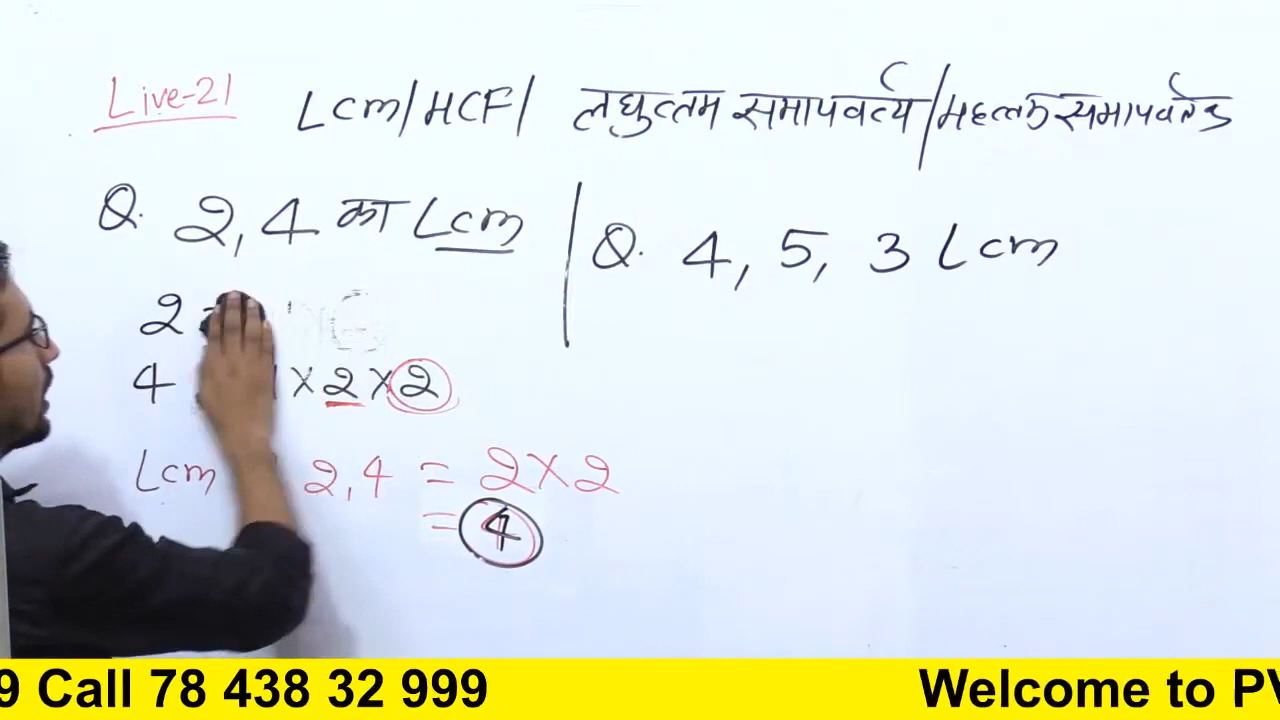 Live-21 Lcm/HCF/ लघुत्तम समापवर्त्य/महत्तम समापवर्तक
Q. 2, 4 का Lcm
Q. 4, 5, 3 Lcm
2 =
4 1 × 2 × 2
Lcm 2, 4 = 2 × 2
= 4
9 Call 78 438 32 999 Welcome to PV